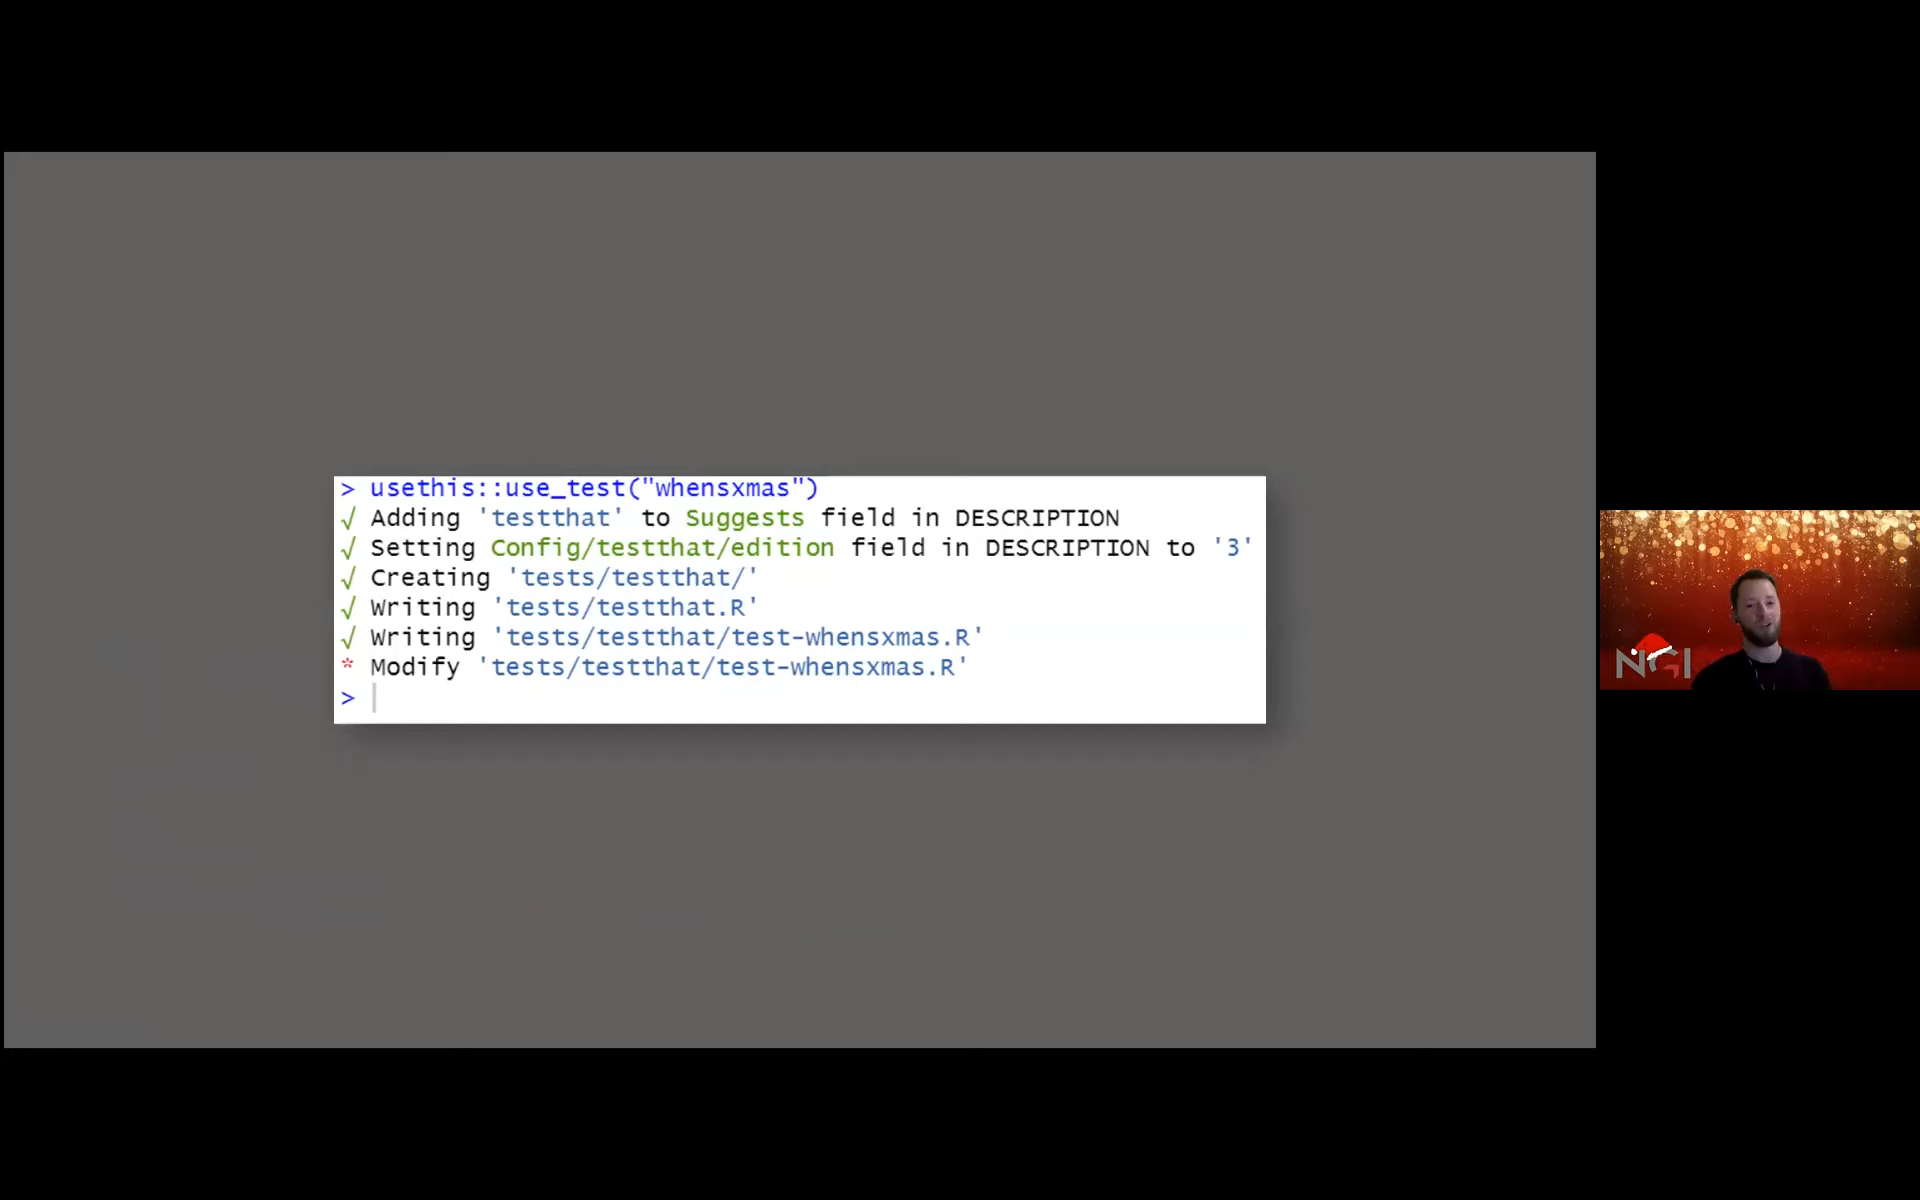 > usethis::use_test("whensxmas")
√ Adding 'testthat' to Suggests field in DESCRIPTION
√ Setting Config/testthat/edition field in DESCRIPTION to '3'
√ Creating 'tests/testthat/'
√ Writing 'tests/testthat.R'
√ Writing 'tests/testthat/test-whensxmas.R'
* Modify 'tests/testthat/test-whensxmas.R'
>
NGI